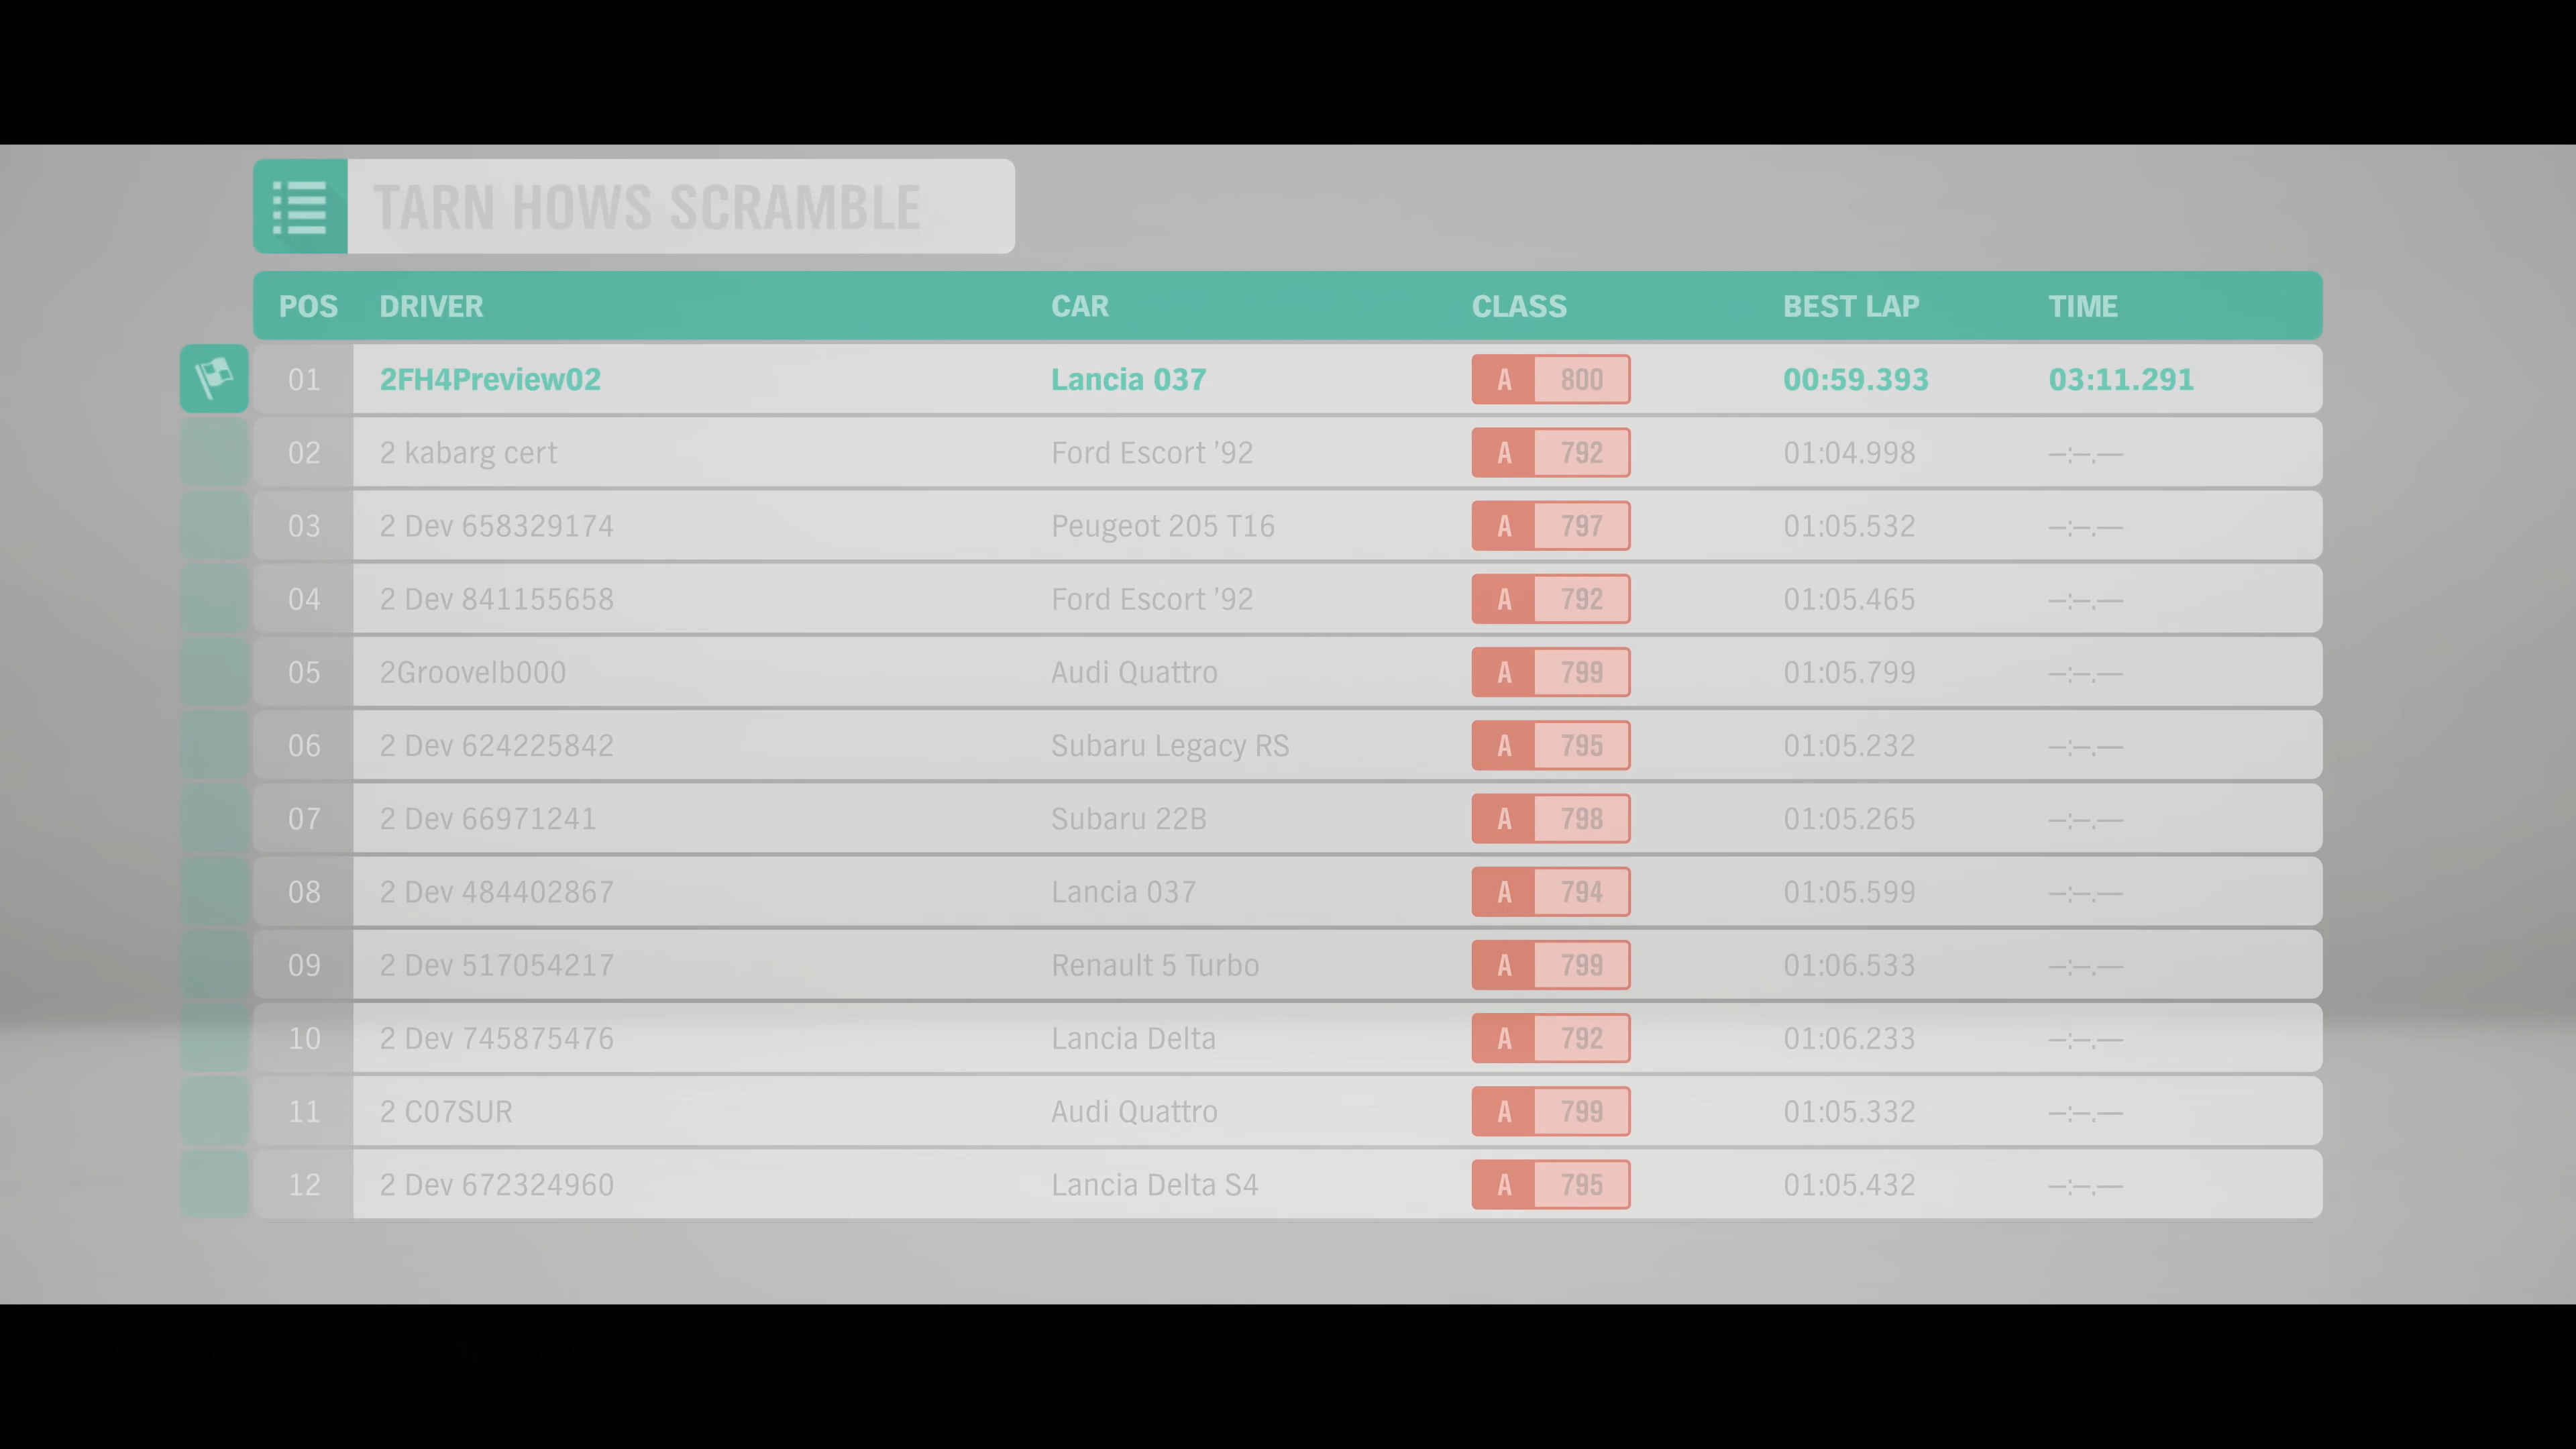 TARN HOWS SCRAMBLE
POS DRIVER CAR CLASS BEST LAP TIME
01 2FH4Preview02 Lancia 037 A 800 00:59.393 03:11.291
02 2 kabarg cert Ford Escort ’92 A 792 01:04.998 –:–.––
03 2 Dev 658329174 Peugeot 205 T16 A 797 01:05.532 –:–.––
04 2 Dev 841155658 Ford Escort ’92 A 792 01:05.465 –:–.––
05 2Groovelb000 Audi Quattro A 799 01:05.799 –:–.––
06 2 Dev 624225842 Subaru Legacy RS A 795 01:05.232 –:–.––
07 2 Dev 66971241 Subaru 22B A 798 01:05.265 –:–.––
08 2 Dev 484402867 Lancia 037 A 794 01:05.599 –:–.––
09 2 Dev 517054217 Renault 5 Turbo A 799 01:06.533 –:–.––
10 2 Dev 745875476 Lancia Delta A 792 01:06.233 –:–.––
11 2 C07SUR Audi Quattro A 799 01:05.332 –:–.––
12 2 Dev 672324960 Lancia Delta S4 A 795 01:05.432 –:–.––